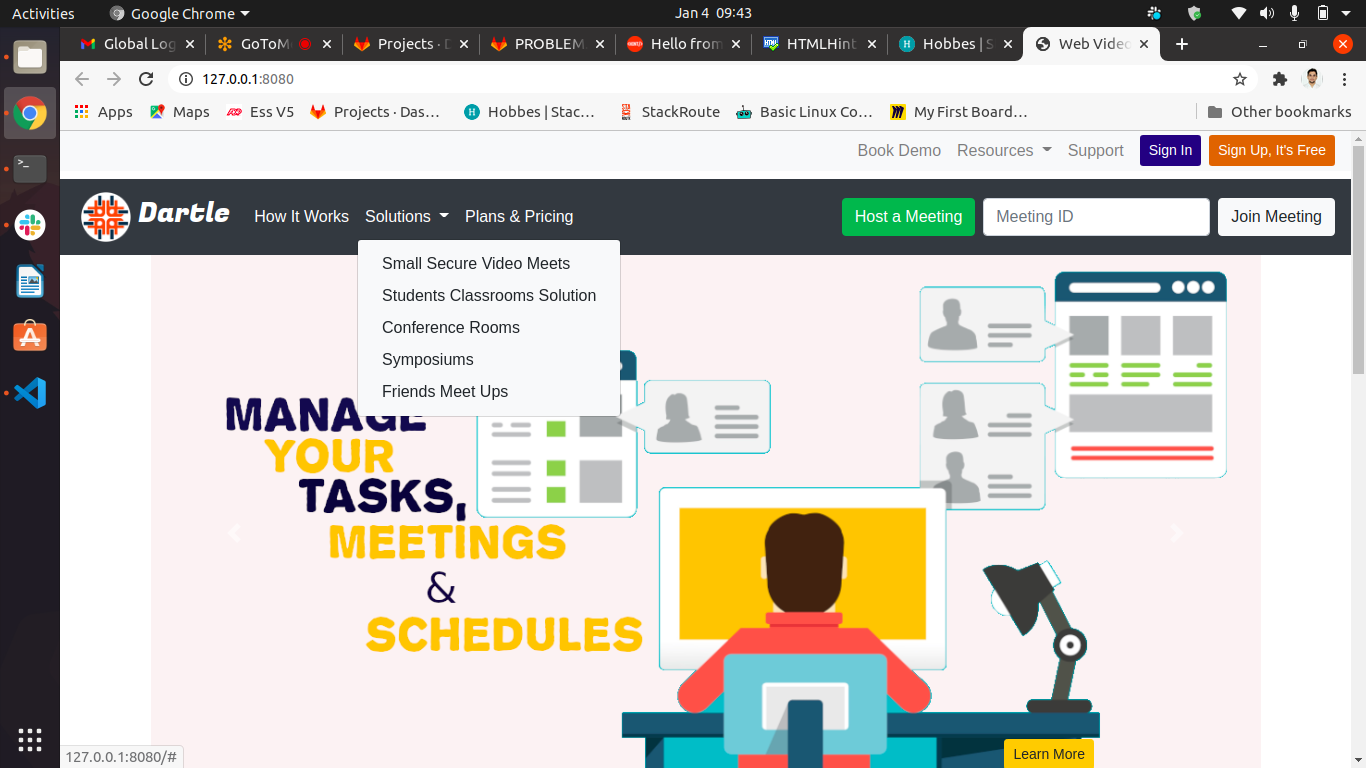 Activities
Google Chrome
Jan 4 09:43
Global Log
GoToM
Projects · D
PROBLEM
Hello from
HTMLHint
Hobbes | S
Web Video
127.0.0.1:8080
Apps
Maps
Ess V5
Projects · Das…
Hobbes | Stac…
StackRoute
Basic Linux Co…
My First Board…
Other bookmarks
Book Demo
Resources
Support
Sign In
Sign Up, It's Free
Dartle
How It Works
Solutions
Plans & Pricing
Host a Meeting
Meeting ID
Join Meeting
Small Secure Video Meets
Students Classrooms Solution
Conference Rooms
Symposiums
Friends Meet Ups
MANAGE
YOUR
TASKS,
MEETINGS
&
SCHEDULES
Learn More
127.0.0.1:8080/#